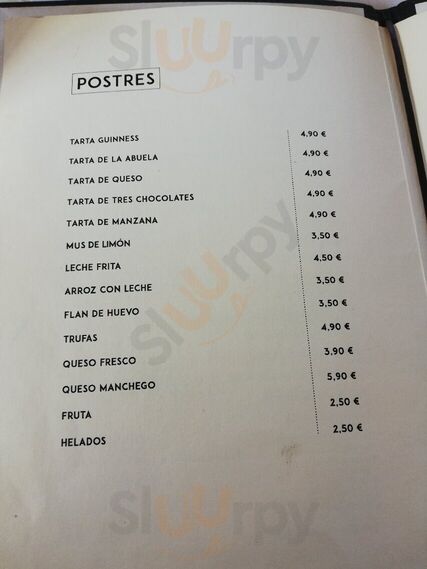 Slurpy
POSTRES
TARTA GUINNESS 4,90 €
TARTA DE LA ABUELA 4,90 €
TARTA DE QUESO 4,90 €
TARTA DE TRES CHOCOLATES 4,90 €
TARTA DE MANZANA 4,90 €
MUS DE LIMÓN 3,50 €
LECHE FRITA 4,50 €
ARROZ CON LECHE 3,50 €
FLAN DE HUEVO 3,50 €
Slurpy
TRUFAS 4,90 €
QUESO FRESCO 3,90 €
QUESO MANCHEGO 5,90 €
FRUTA 2,50 €
HELADOS 2,50 €
Slurpy